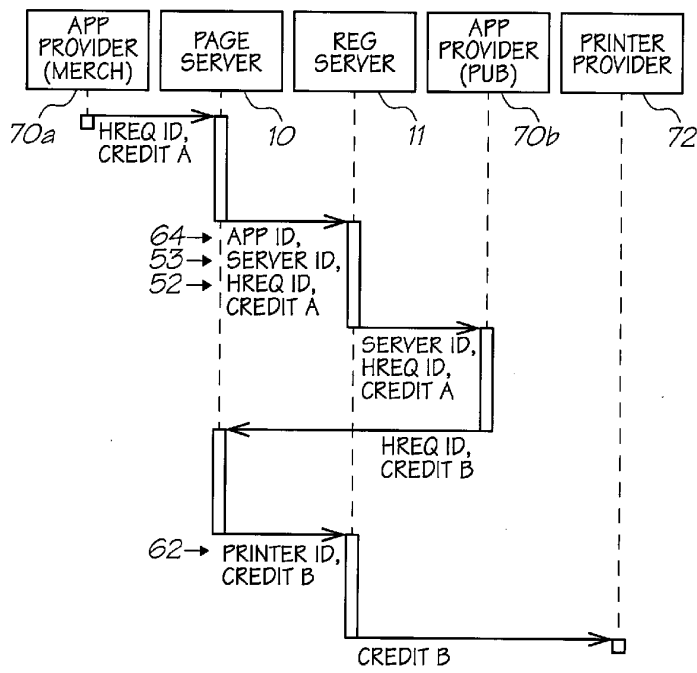 APP
PROVIDER
(MERCH)
PAGE
SERVER
REG
SERVER
APP
PROVIDER
(PUB)
PRINTER
PROVIDER
70a
10
11
70b
72
HREQ ID,
CREDIT A
64
APP ID,
53
SERVER ID,
52
HREQ ID,
CREDIT A
SERVER ID,
HREQ ID,
CREDIT A
HREQ ID,
CREDIT B
62
PRINTER ID,
CREDIT B
CREDIT B